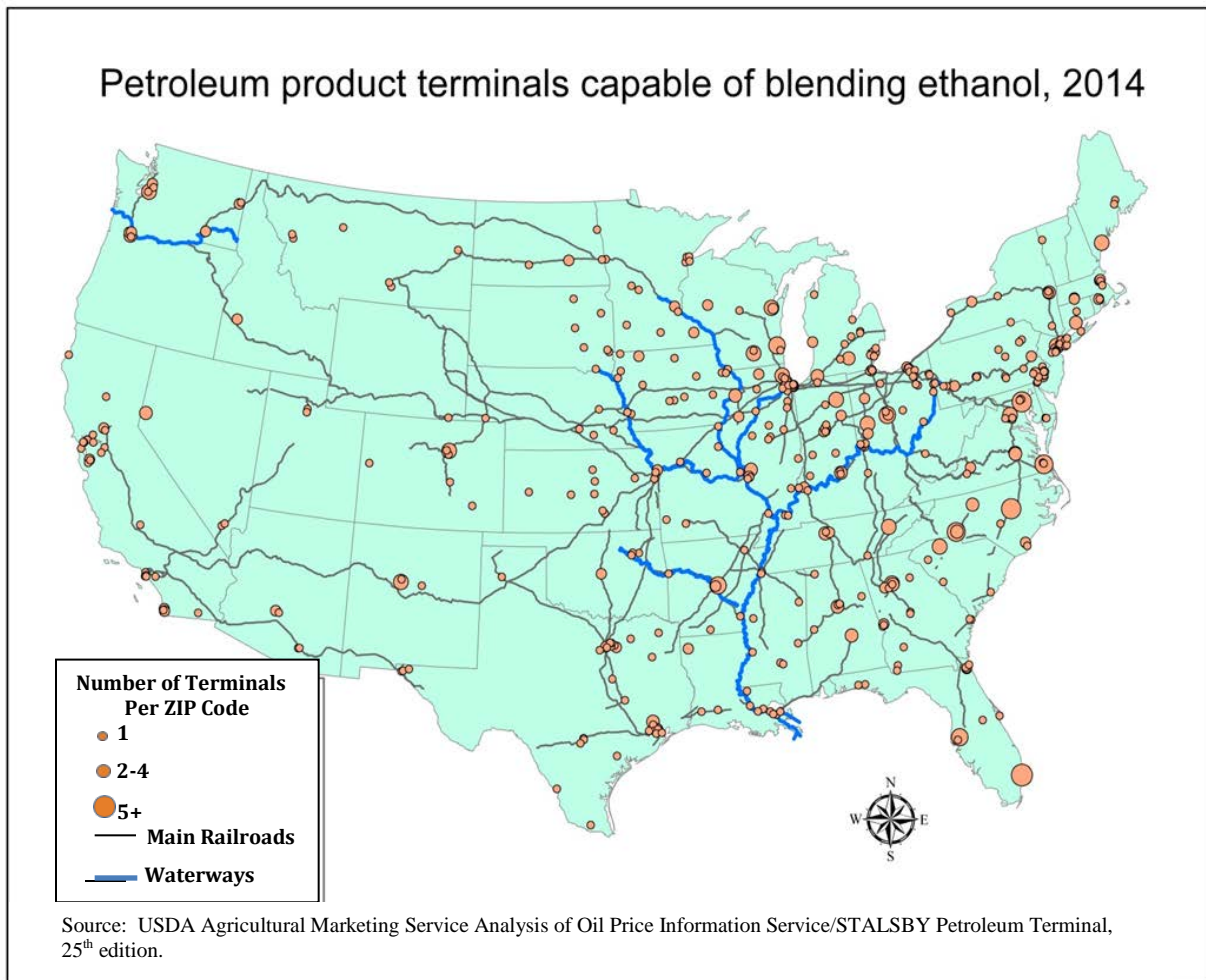 Petroleum product terminals capable of blending ethanol, 2014
Number of Terminals
Per ZIP Code
1
2-4
5+
Main Railroads
Waterways
N
W E
S
Source: USDA Agricultural Marketing Service Analysis of Oil Price Information Service/STALSBY Petroleum Terminal,
25th edition.